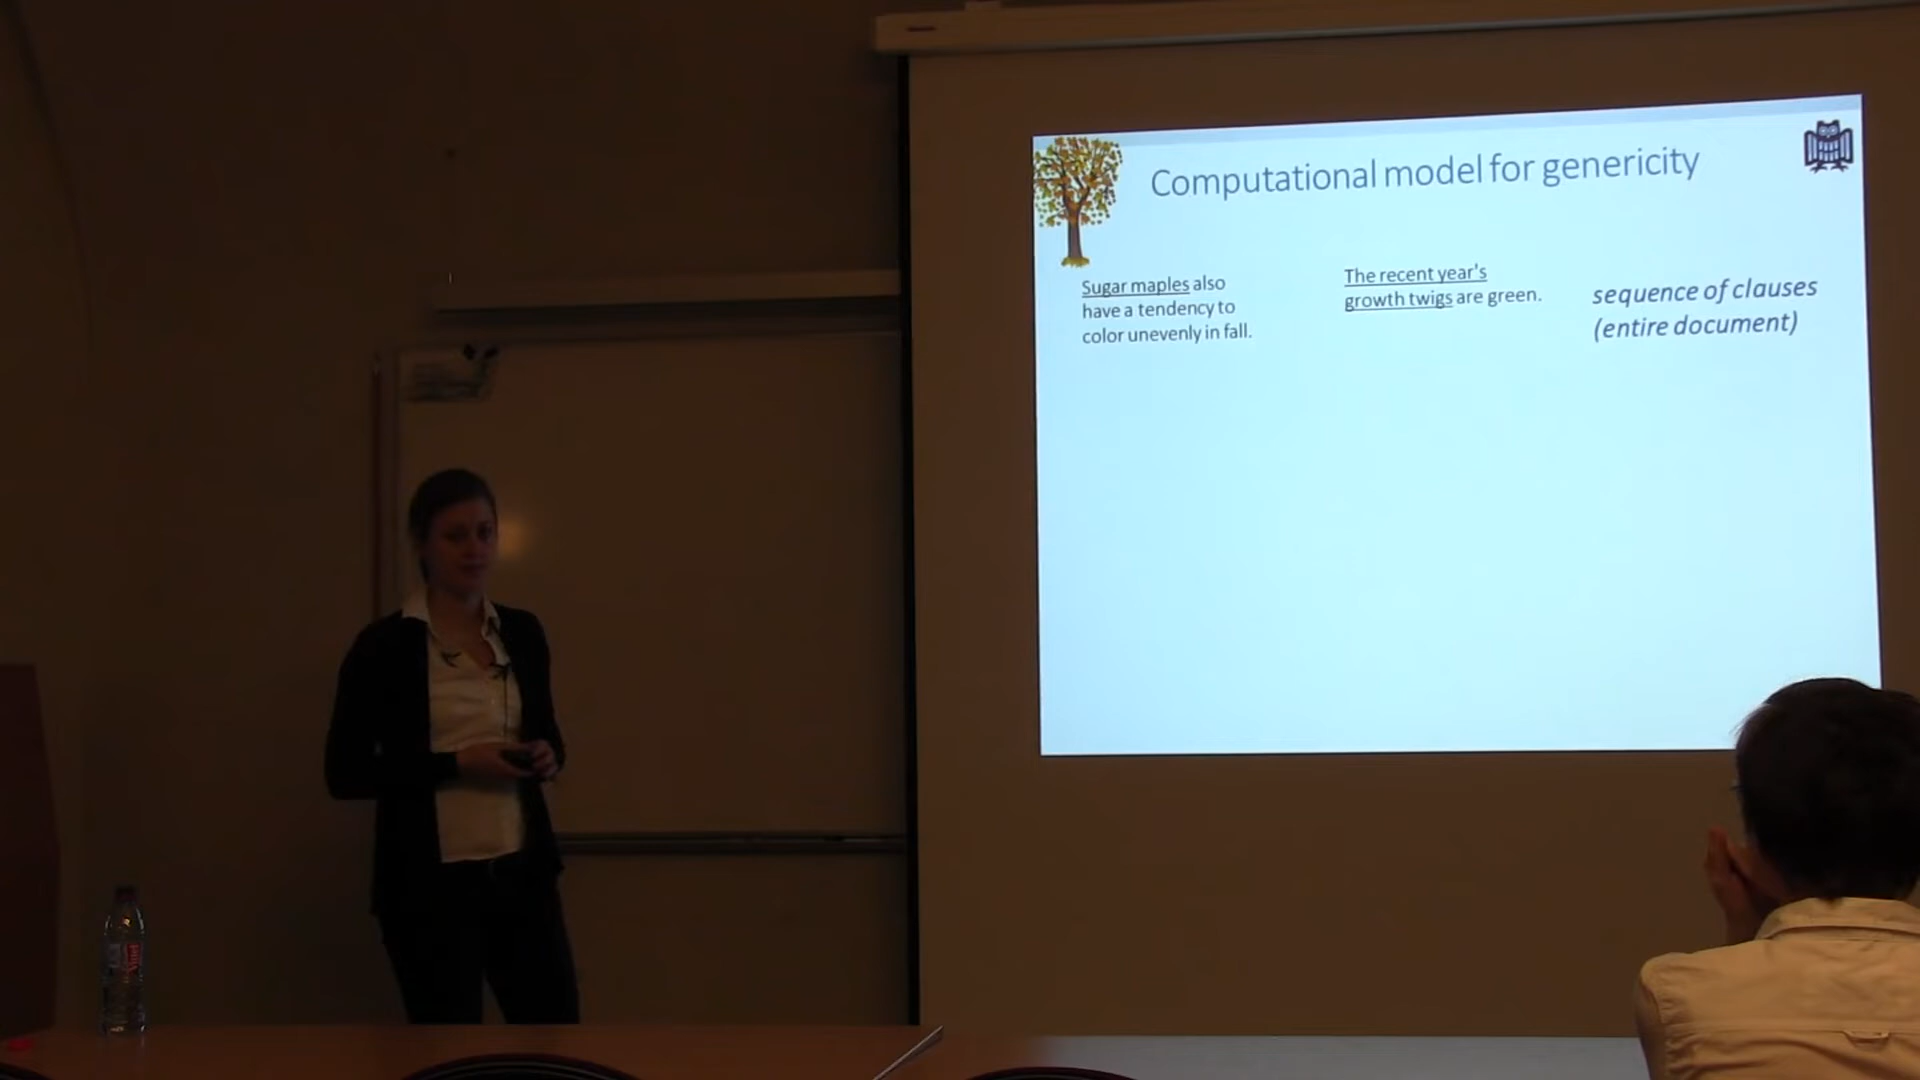 Computational model for genericity
Sugar maples also
have a tendency to
color unevenly in fall.
The recent year's
growth twigs are green.
sequence of clauses
(entire document)
Vittel